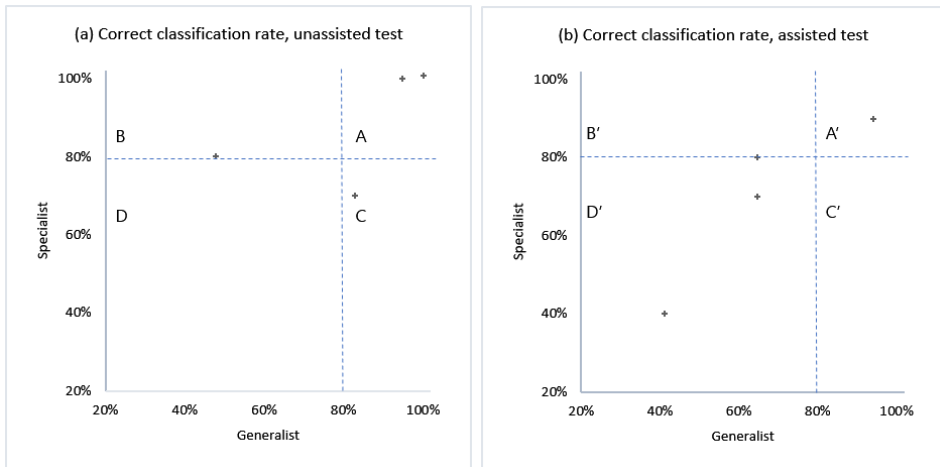 (a) Correct classification rate, unassisted test
100%
B
A
80%
D
C
Specialist
60%
40%
20%
20% 40% 60% 80% 100%
Generalist
(b) Correct classification rate, assisted test
100%
B′
A′
80%
D′
C′
Specialist
60%
40%
20%
20% 40% 60% 80% 100%
Generalist